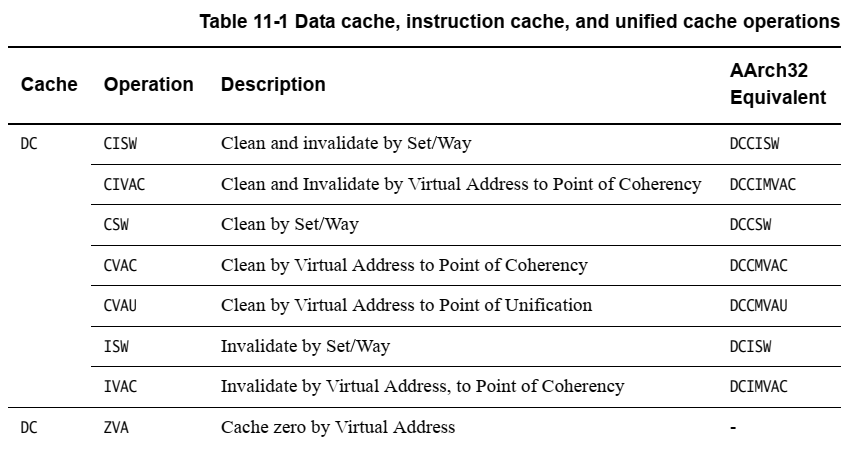 Table 11-1 Data cache, instruction cache, and unified cache operations
Cache Operation Description AArch32 Equivalent
DC CISW Clean and invalidate by Set/Way DCCISW
CIVAC Clean and Invalidate by Virtual Address to Point of Coherency DCCIMVAC
CSW Clean by Set/Way DCCSW
CVAC Clean by Virtual Address to Point of Coherency DCCMVAC
CVAU Clean by Virtual Address to Point of Unification DCCMVAU
ISW Invalidate by Set/Way DCISW
IVAC Invalidate by Virtual Address, to Point of Coherency DCIMVAC
DC ZVA Cache zero by Virtual Address -